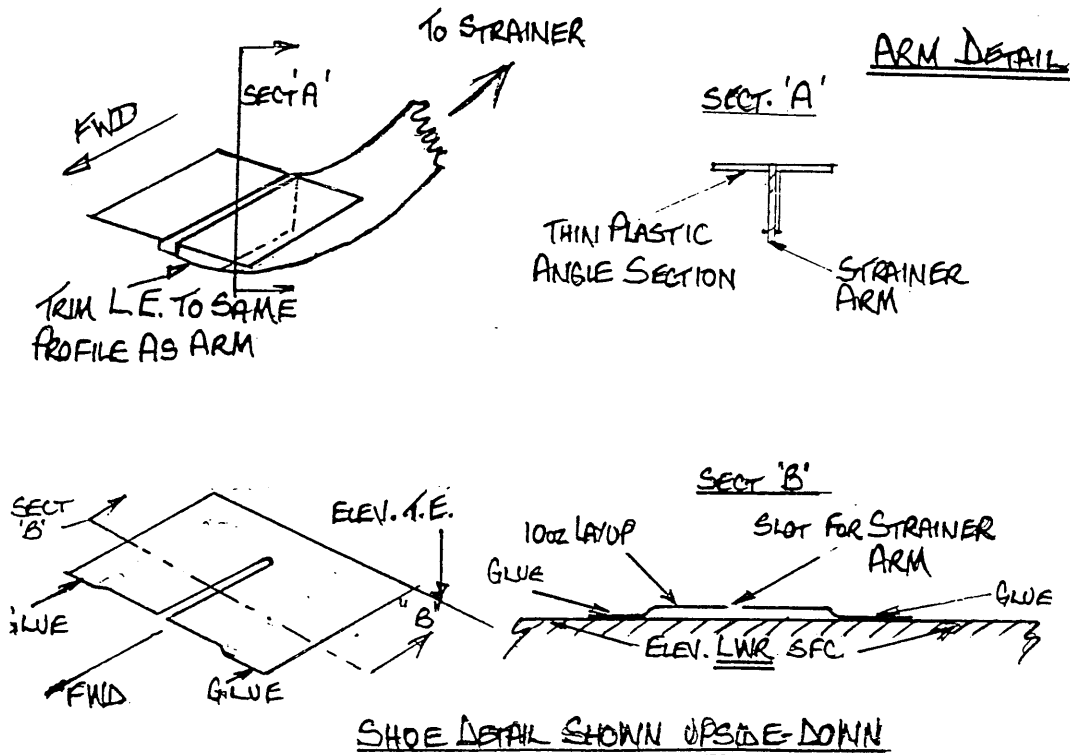 TO STRAINER
ARM DETAIL
SECT 'A'
SECT. 'A'
FWD
THIN PLASTIC
ANGLE SECTION
STRAINER
ARM
TRIM L.E. TO SAME
PROFILE AS ARM
SECT
'B'
ELEV. T.E.
"B"
GLUE
FWD
GLUE
SECT 'B'
10oz LAYUP
SLOT FOR STRAINER
ARM
GLUE
GLUE
ELEV. LWR SFC.
SHOE DETAIL SHOWN UPSIDE-DOWN